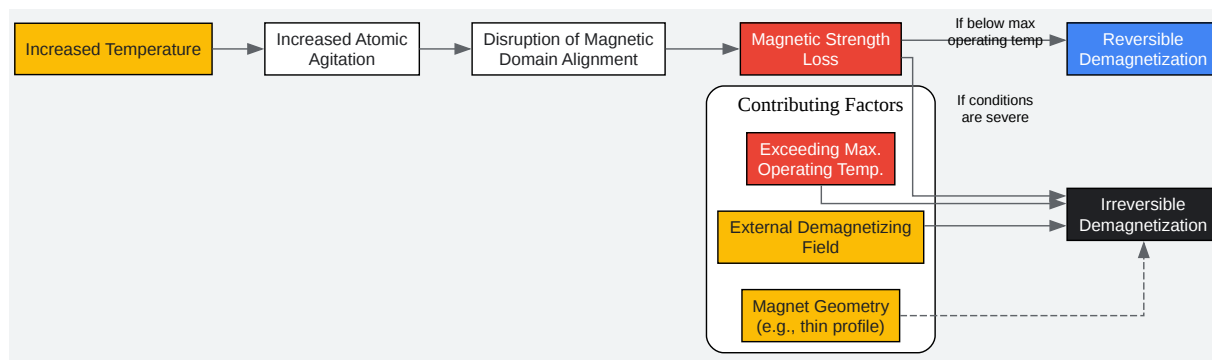 Increased Temperature
Increased Atomic
Agitation
Disruption of Magnetic
Domain Alignment
Magnetic Strength
Loss
If below max
operating temp
Reversible
Demagnetization
If conditions
are severe
Contributing Factors
Exceeding Max.
Operating Temp.
External Demagnetizing
Field
Magnet Geometry
(e.g., thin profile)
Irreversible
Demagnetization